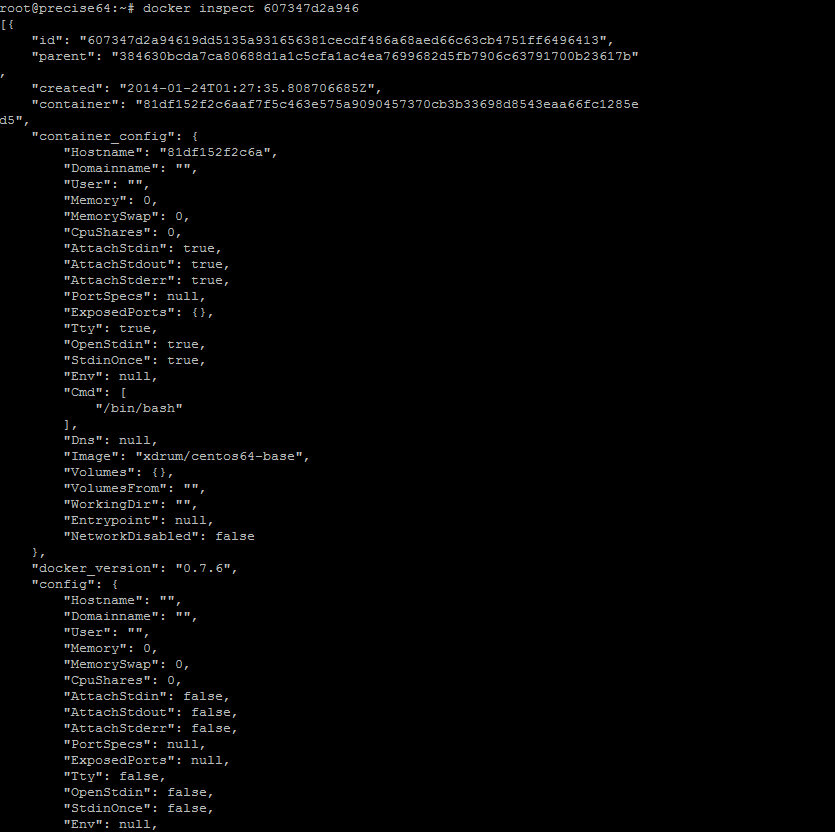 root@precise64:~# docker inspect 607347d2a946
[{
    "id": "607347d2a94619dd5135a931656381cecdf486a68aed66c63cb4751ff6496413",
    "parent": "384630bcda7ca80688d1a1c5cfa1ac4ea7699682d5fb7906c63791700b23617b"
,
    "created": "2014-01-24T01:27:35.808706685Z",
    "container": "81df152f2c6aaf7f5c463e575a9090457370cb3b33698d8543eaa66fc1285e
d5",
    "container_config": {
        "Hostname": "81df152f2c6a",
        "Domainname": "",
        "User": "",
        "Memory": 0,
        "MemorySwap": 0,
        "CpuShares": 0,
        "AttachStdin": true,
        "AttachStdout": true,
        "AttachStderr": true,
        "PortSpecs": null,
        "ExposedPorts": {},
        "Tty": true,
        "OpenStdin": true,
        "StdinOnce": true,
        "Env": null,
        "Cmd": [
            "/bin/bash"
        ],
        "Dns": null,
        "Image": "xdrum/centos64-base",
        "Volumes": {},
        "VolumesFrom": "",
        "WorkingDir": "",
        "Entrypoint": null,
        "NetworkDisabled": false
    },
    "docker_version": "0.7.6",
    "config": {
        "Hostname": "",
        "Domainname": "",
        "User": "",
        "Memory": 0,
        "MemorySwap": 0,
        "CpuShares": 0,
        "AttachStdin": false,
        "AttachStdout": false,
        "AttachStderr": false,
        "PortSpecs": null,
        "ExposedPorts": null,
        "Tty": false,
        "OpenStdin": false,
        "StdinOnce": false,
        "Env": null,